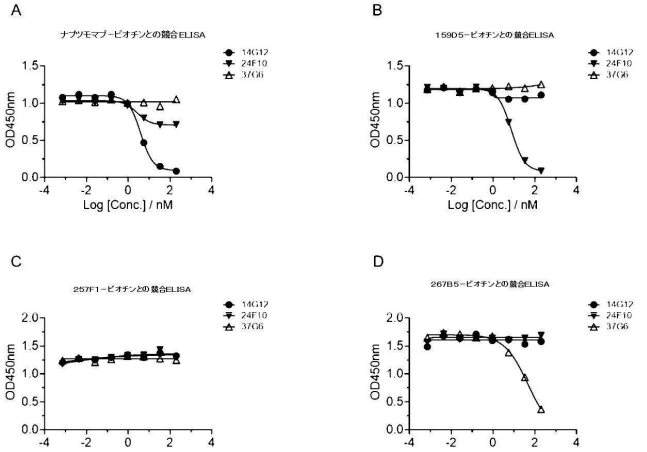 A
ナプツモマブ−ビオチンとの競合ELISA
14G12
24F10
37G6
OD450nm
1.5
1.0
0.5
0.0
-4 -2 0 2 4
Log [Conc.] / nM
B
159D5−ビオチンとの競合ELISA
14G12
24F10
37G6
OD450nm
2.0
1.5
1.0
0.5
0.0
-4 -2 0 2 4
Log [Conc.] / nM
C
257F1−ビオチンとの競合ELISA
14G12
24F10
37G6
OD450nm
2.0
1.5
1.0
0.5
0.0
-4 -2 0 2 4
D
267B5−ビオチンとの競合ELISA
14G12
24F10
37G6
OD450nm
2.0
1.5
1.0
0.5
0.0
-4 -2 0 2 4